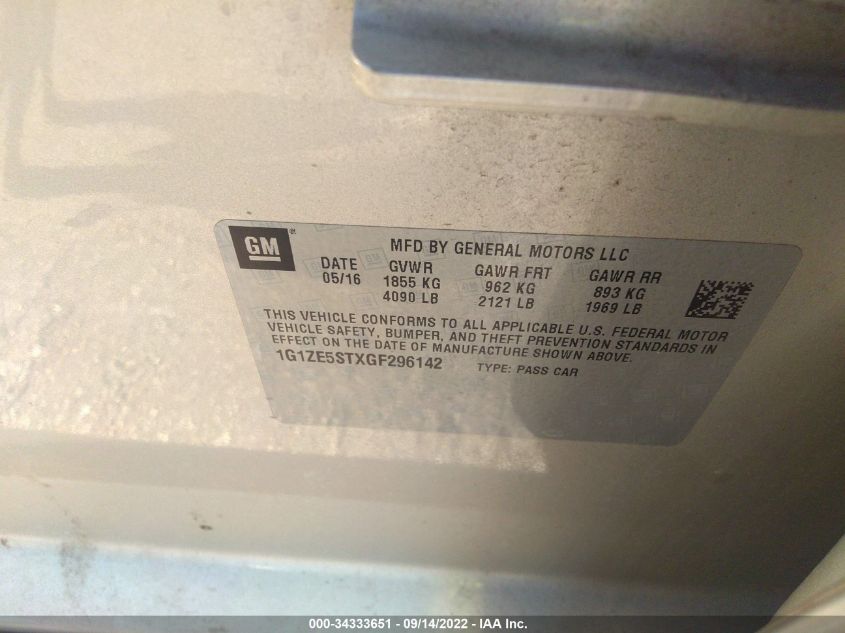 GM®
MFD BY GENERAL MOTORS LLC
DATE GVWR GAWR FRT GAWR RR
05/16 1855 KG 962 KG 893 KG
4090 LB 2121 LB 1969 LB
THIS VEHICLE CONFORMS TO ALL APPLICABLE U.S. FEDERAL MOTOR
VEHICLE SAFETY, BUMPER, AND THEFT PREVENTION STANDARDS IN
EFFECT ON THE DATE OF MANUFACTURE SHOWN ABOVE.
1G1ZE5STXGF296142 TYPE: PASS CAR
000-34333651 - 09/14/2022 - IAA Inc.